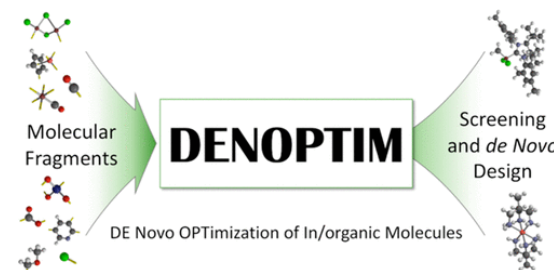 Molecular
Fragments
DENOPTIM
Screening
and de Novo
Design
DE Novo OPTimization of In/organic Molecules